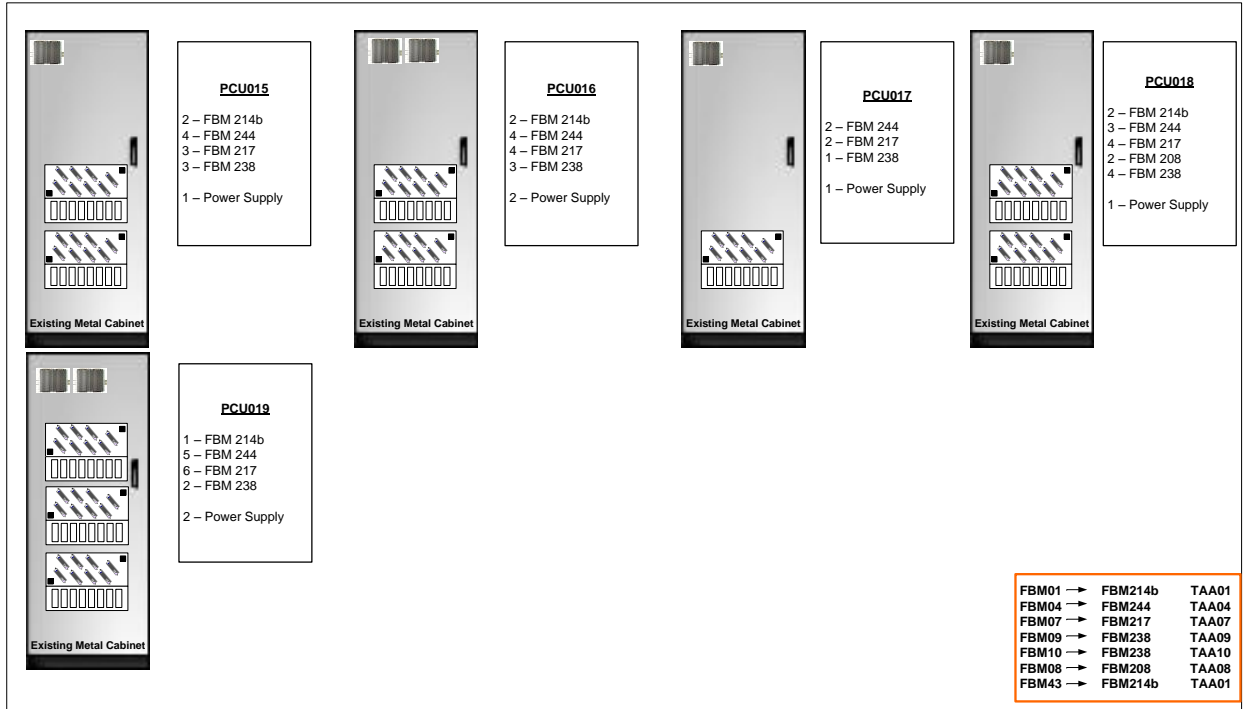 PCU015
2 – FBM 214b
4 – FBM 244
3 – FBM 217
3 – FBM 238
1 – Power Supply
Existing Metal Cabinet
PCU016
2 – FBM 214b
4 – FBM 244
4 – FBM 217
3 – FBM 238
2 – Power Supply
Existing Metal Cabinet
PCU017
2 – FBM 244
2 – FBM 217
1 – FBM 238
1 – Power Supply
Existing Metal Cabinet
PCU018
2 – FBM 214b
3 – FBM 244
4 – FBM 217
2 – FBM 208
4 – FBM 238
1 – Power Supply
Existing Metal Cabinet
PCU019
1 – FBM 214b
5 – FBM 244
6 – FBM 217
2 – FBM 238
2 – Power Supply
Existing Metal Cabinet
FBM01 → FBM214b TAA01
FBM04 → FBM244 TAA04
FBM07 → FBM217 TAA07
FBM09 → FBM238 TAA09
FBM10 → FBM238 TAA10
FBM08 → FBM208 TAA08
FBM43 → FBM214b TAA01